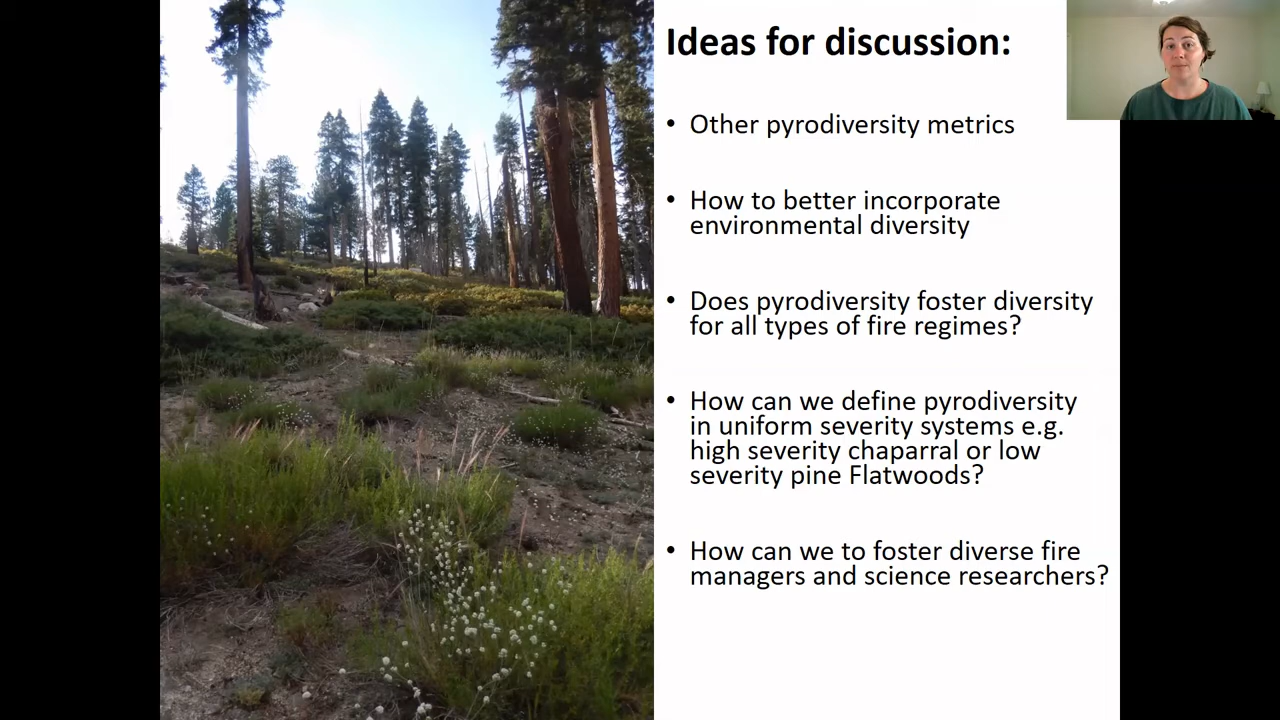 Ideas for discussion:
• Other pyrodiversity metrics
• How to better incorporate
environmental diversity
• Does pyrodiversity foster diversity
for all types of fire regimes?
• How can we define pyrodiversity
in uniform severity systems e.g.
high severity chaparral or low
severity pine Flatwoods?
• How can we to foster diverse fire
managers and science researchers?